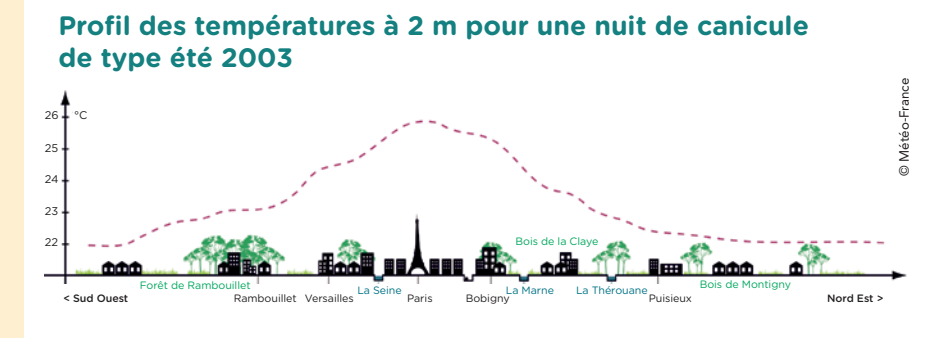 Profil des températures à 2 m pour une nuit de canicule
de type été 2003
© Météo-France
°C
26
25
24
23
22
Bois de la Claye
Forêt de Rambouillet
La Seine
La Marne
La Thérouane
Bois de Montigny
< Sud Ouest
Rambouillet
Versailles
Paris
Bobigny
Puisieux
Nord Est >